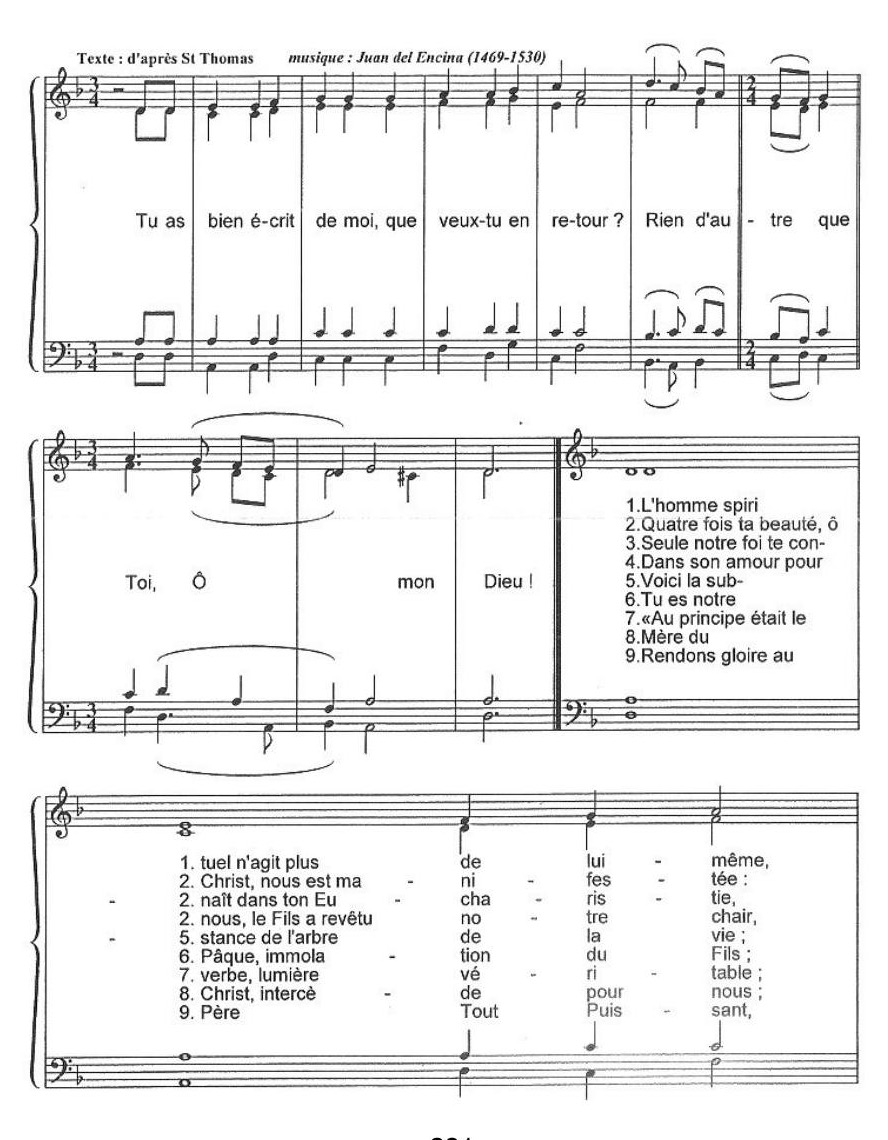 Texte : d'après St Thomas musique : Juan del Encina (1469-1530)
Tu as bien é-crit de moi, que veux-tu en re-tour ? Rien d'au - tre que
Toi, Ô mon Dieu !
1.L'homme spiri
2.Quatre fois ta beauté, ô
3.Seule notre foi te con-
4.Dans son amour pour
5.Voici la sub-
6.Tu es notre
7.«Au principe était le
8.Mère du
9.Rendons gloire au
1. tuel n'agit plus de lui - même,
2. Christ, nous est ma - ni - fes - tée :
- 2. naît dans ton Eu - cha - ris - tie,
2. nous, le Fils a revêtu no - tre chair,
- 5. stance de l'arbre de la vie ;
6. Pâque, immola - tion du Fils ;
7. verbe, lumière vé - ri - table ;
8. Christ, intercè - de pour nous ;
9. Père Tout Puis - sant,